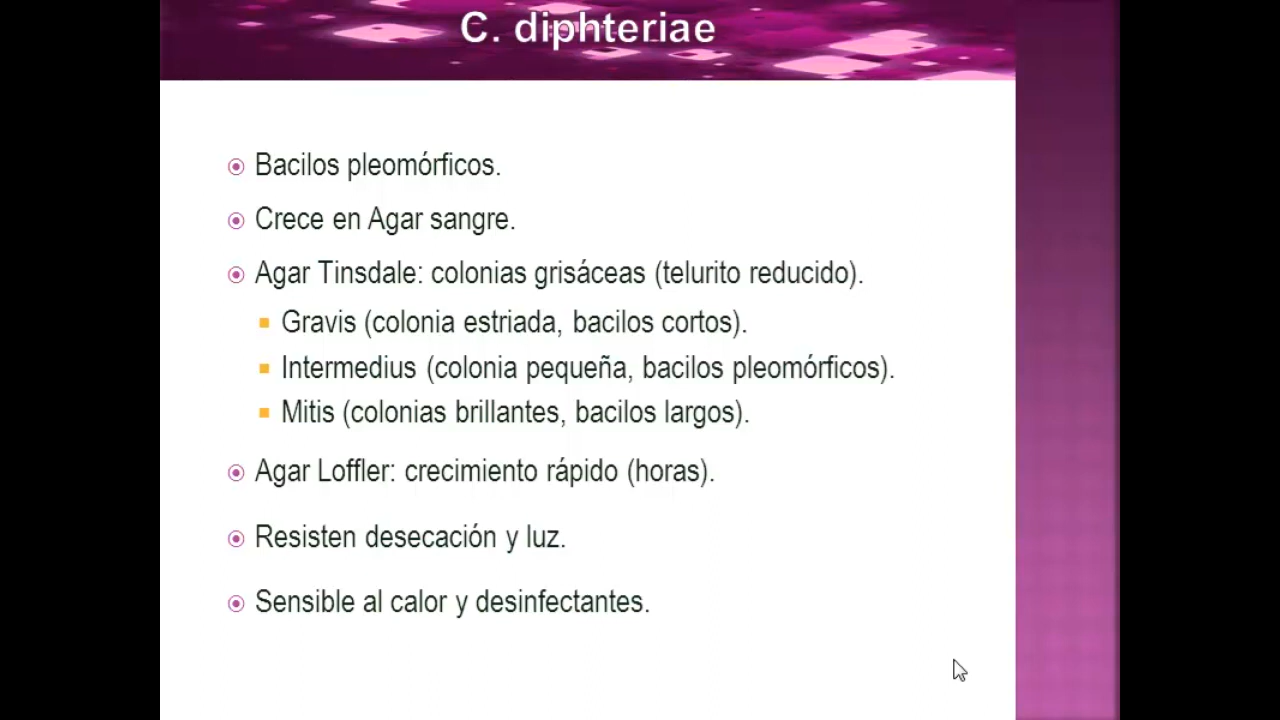 C. diphteriae
Bacilos pleomórficos.
Crece en Agar sangre.
Agar Tinsdale: colonias grisáceas (telurito reducido).
Gravis (colonia estriada, bacilos cortos).
Intermedius (colonia pequeña, bacilos pleomórficos).
Mitis (colonias brillantes, bacilos largos).
Agar Loffler: crecimiento rápido (horas).
Resisten desecación y luz.
Sensible al calor y desinfectantes.